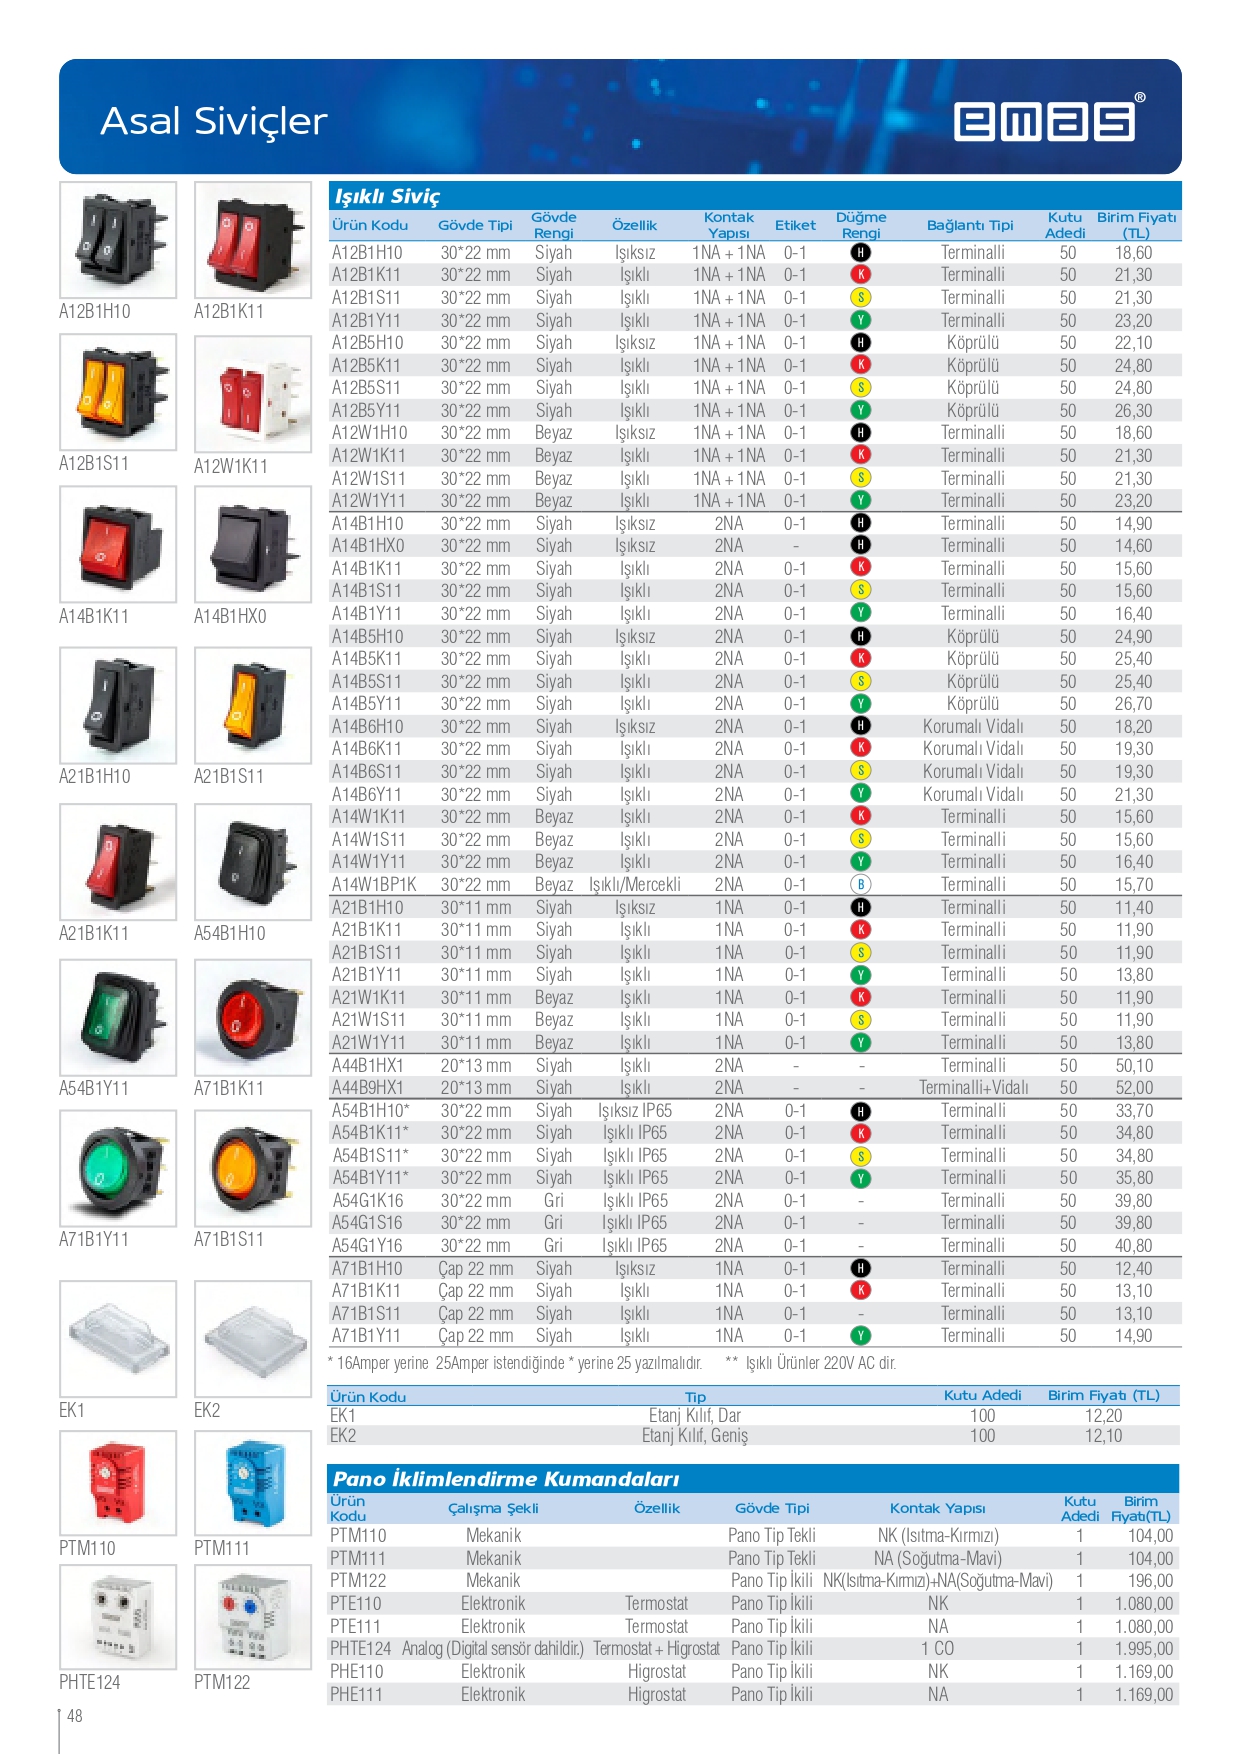 Asal Siviçler
emas®
A12B1H10 A12B1K11
A12B1S11 A12W1K11
A14B1K11 A14B1HX0
A21B1H10 A21B1S11
A21B1K11 A54B1H10
A54B1Y11 A71B1K11
A71B1Y11 A71B1S11
EK1 EK2
PTM110 PTM111
PHTE124 PTM122
Işıklı Siviç
Ürün Kodu Gövde Tipi Gövde Rengi Özellik Kontak Yapısı Etiket Düğme Rengi Bağlantı Tipi Kutu Adedi Birim Fiyatı (TL)
A12B1H10 30*22 mm Siyah Işıksız 1NA + 1NA 0-1 H Terminalli 50 18,60
A12B1K11 30*22 mm Siyah Işıklı 1NA + 1NA 0-1 K Terminalli 50 21,30
A12B1S11 30*22 mm Siyah Işıklı 1NA + 1NA 0-1 S Terminalli 50 21,30
A12B1Y11 30*22 mm Siyah Işıklı 1NA + 1NA 0-1 Y Terminalli 50 23,20
A12B5H10 30*22 mm Siyah Işıksız 1NA + 1NA 0-1 H Köprülü 50 22,10
A12B5K11 30*22 mm Siyah Işıklı 1NA + 1NA 0-1 K Köprülü 50 24,80
A12B5S11 30*22 mm Siyah Işıklı 1NA + 1NA 0-1 S Köprülü 50 24,80
A12B5Y11 30*22 mm Siyah Işıklı 1NA + 1NA 0-1 Y Köprülü 50 26,30
A12W1H10 30*22 mm Beyaz Işıksız 1NA + 1NA 0-1 H Terminalli 50 18,60
A12W1K11 30*22 mm Beyaz Işıklı 1NA + 1NA 0-1 K Terminalli 50 21,30
A12W1S11 30*22 mm Beyaz Işıklı 1NA + 1NA 0-1 S Terminalli 50 21,30
A12W1Y11 30*22 mm Beyaz Işıklı 1NA + 1NA 0-1 Y Terminalli 50 23,20
A14B1H10 30*22 mm Siyah Işıksız 2NA 0-1 H Terminalli 50 14,90
A14B1HX0 30*22 mm Siyah Işıksız 2NA - H Terminalli 50 14,60
A14B1K11 30*22 mm Siyah Işıklı 2NA 0-1 K Terminalli 50 15,60
A14B1S11 30*22 mm Siyah Işıklı 2NA 0-1 S Terminalli 50 15,60
A14B1Y11 30*22 mm Siyah Işıklı 2NA 0-1 Y Terminalli 50 16,40
A14B5H10 30*22 mm Siyah Işıksız 2NA 0-1 H Köprülü 50 24,90
A14B5K11 30*22 mm Siyah Işıklı 2NA 0-1 K Köprülü 50 25,40
A14B5S11 30*22 mm Siyah Işıklı 2NA 0-1 S Köprülü 50 25,40
A14B5Y11 30*22 mm Siyah Işıklı 2NA 0-1 Y Köprülü 50 26,70
A14B6H10 30*22 mm Siyah Işıksız 2NA 0-1 H Korumalı Vidalı 50 18,20
A14B6K11 30*22 mm Siyah Işıklı 2NA 0-1 K Korumalı Vidalı 50 19,30
A14B6S11 30*22 mm Siyah Işıklı 2NA 0-1 S Korumalı Vidalı 50 19,30
A14B6Y11 30*22 mm Siyah Işıklı 2NA 0-1 Y Korumalı Vidalı 50 21,30
A14W1K11 30*22 mm Beyaz Işıklı 2NA 0-1 K Terminalli 50 15,60
A14W1S11 30*22 mm Beyaz Işıklı 2NA 0-1 S Terminalli 50 15,60
A14W1Y11 30*22 mm Beyaz Işıklı 2NA 0-1 Y Terminalli 50 16,40
A14W1BP1K 30*22 mm Beyaz Işıklı/Mercekli 2NA 0-1 B Terminalli 50 15,70
A21B1H10 30*11 mm Siyah Işıksız 1NA 0-1 H Terminalli 50 11,40
A21B1K11 30*11 mm Siyah Işıklı 1NA 0-1 K Terminalli 50 11,90
A21B1S11 30*11 mm Siyah Işıklı 1NA 0-1 S Terminalli 50 11,90
A21B1Y11 30*11 mm Siyah Işıklı 1NA 0-1 Y Terminalli 50 13,80
A21W1K11 30*11 mm Beyaz Işıklı 1NA 0-1 K Terminalli 50 11,90
A21W1S11 30*11 mm Beyaz Işıklı 1NA 0-1 S Terminalli 50 11,90
A21W1Y11 30*11 mm Beyaz Işıklı 1NA 0-1 Y Terminalli 50 13,80
A44B1HX1 20*13 mm Siyah Işıklı 2NA - - Terminalli 50 50,10
A44B9HX1 20*13 mm Siyah Işıklı 2NA - - Terminalli+Vidalı 50 52,00
A54B1H10* 30*22 mm Siyah Işıksız IP65 2NA 0-1 H Terminalli 50 33,70
A54B1K11* 30*22 mm Siyah Işıklı IP65 2NA 0-1 K Terminalli 50 34,80
A54B1S11* 30*22 mm Siyah Işıklı IP65 2NA 0-1 S Terminalli 50 34,80
A54B1Y11* 30*22 mm Siyah Işıklı IP65 2NA 0-1 Y Terminalli 50 35,80
A54G1K16 30*22 mm Gri Işıklı IP65 2NA 0-1 - Terminalli 50 39,80
A54G1S16 30*22 mm Gri Işıklı IP65 2NA 0-1 - Terminalli 50 39,80
A54G1Y16 30*22 mm Gri Işıklı IP65 2NA 0-1 - Terminalli 50 40,80
A71B1H10 Çap 22 mm Siyah Işıksız 1NA 0-1 H Terminalli 50 12,40
A71B1K11 Çap 22 mm Siyah Işıklı 1NA 0-1 K Terminalli 50 13,10
A71B1S11 Çap 22 mm Siyah Işıklı 1NA 0-1 - Terminalli 50 13,10
A71B1Y11 Çap 22 mm Siyah Işıklı 1NA 0-1 Y Terminalli 50 14,90
* 16Amper yerine 25Amper istendiğinde * yerine 25 yazılmalıdır. ** Işıklı Ürünler 220V AC dir.
Ürün Kodu Tip Kutu Adedi Birim Fiyatı (TL)
EK1 Etanj Kılıf, Dar 100 12,20
EK2 Etanj Kılıf, Geniş 100 12,10
Pano İklimlendirme Kumandaları
Ürün Kodu Çalışma Şekli Özellik Gövde Tipi Kontak Yapısı Kutu Adedi Birim Fiyatı(TL)
PTM110 Mekanik Pano Tip Tekli NK (Isıtma-Kırmızı) 1 104,00
PTM111 Mekanik Pano Tip Tekli NA (Soğutma-Mavi) 1 104,00
PTM122 Mekanik Pano Tip İkili NK(Isıtma-Kırmızı)+NA(Soğutma-Mavi) 1 196,00
PTE110 Elektronik Termostat Pano Tip İkili NK 1 1.080,00
PTE111 Elektronik Termostat Pano Tip İkili NA 1 1.080,00
PHTE124 Analog (Digital sensör dahildir.) Termostat + Higrostat Pano Tip İkili 1 CO 1 1.995,00
PHE110 Elektronik Higrostat Pano Tip İkili NK 1 1.169,00
PHE111 Elektronik Higrostat Pano Tip İkili NA 1 1.169,00
48